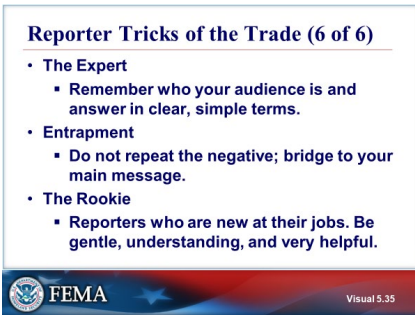 Reporter Tricks of the Trade (6 of 6)
• The Expert
▪ Remember who your audience is and
answer in clear, simple terms.
• Entrapment
▪ Do not repeat the negative; bridge to your
main message.
• The Rookie
▪ Reporters who are new at their jobs. Be
gentle, understanding, and very helpful.
FEMA
Visual 5.35